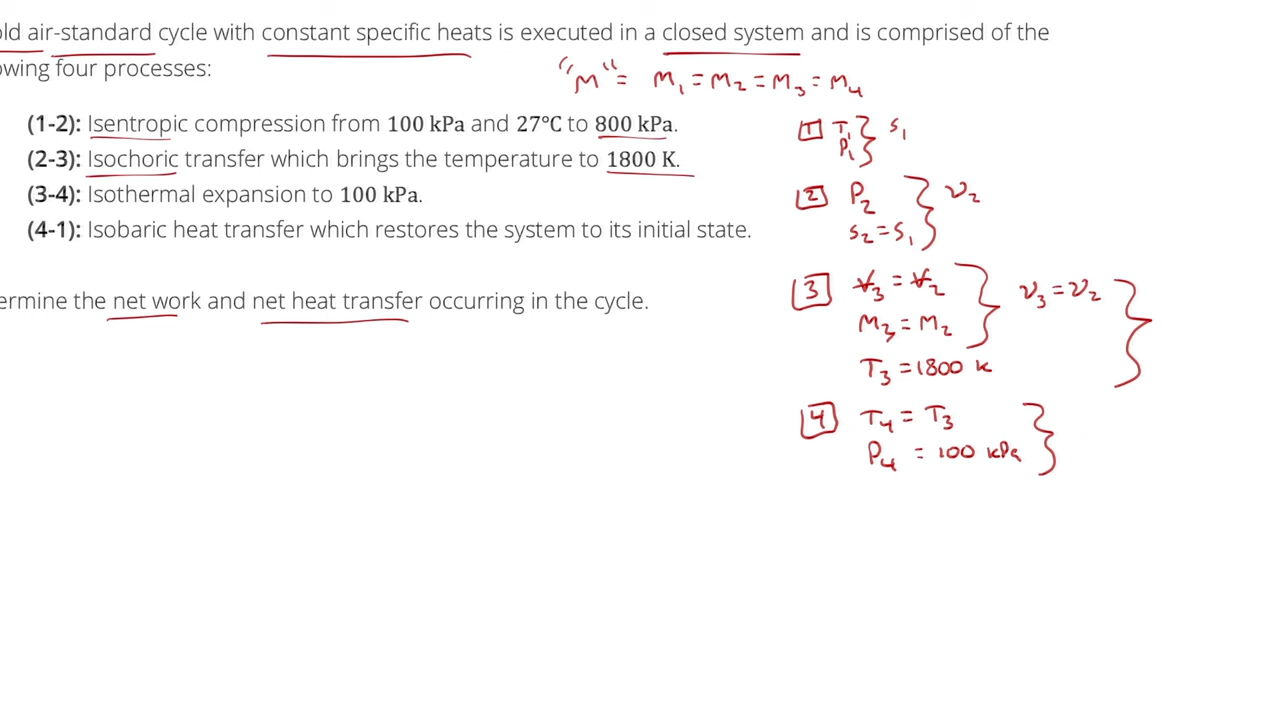 old air-standard cycle with constant specific heats is executed in a closed system and is comprised of the
owing four processes:
"m" = m₁ = m₂ = m₃ = m₄
(1-2): Isentropic compression from 100 kPa and 27°C to 800 kPa.
(2-3): Isochoric transfer which brings the temperature to 1800 K.
(3-4): Isothermal expansion to 100 kPa.
(4-1): Isobaric heat transfer which restores the system to its initial state.
ermine the net work and net heat transfer occurring in the cycle.
1 T₁ } s₁
P₁
2 P₂ } v₂
s₂ = s₁
3 V₃ = V₂ } v₃ = v₂ }
m₃ = m₂
T₃ = 1800 K
4 T₄ = T₃ }
P₄ = 100 kPa